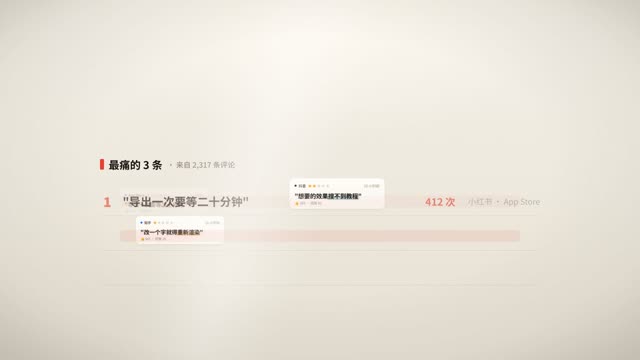 最痛的 3 条 · 来自 2,317 条评论
"想要的效果搜不到教程"
1 "导出一次要等二十分钟" 412 次 小红书 · App Store
"改一个字就得重新渲染"